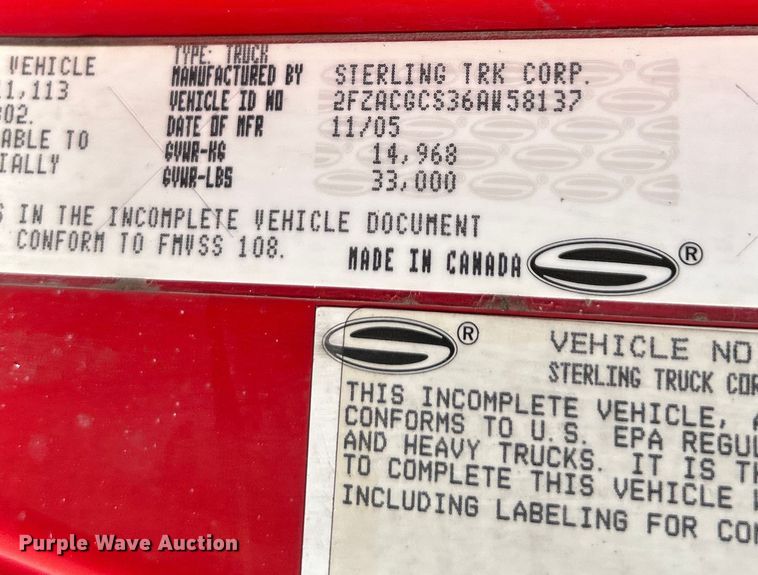 VEHICLE
1,113
302.
ABLE TO
IALLY
TYPE: TRUCK
MANUFACTURED BY STERLING TRK CORP.
VEHICLE ID NO 2FZACGCS36AW58137
DATE OF MFR 11/05
GVWR-KG 14,968
GVWR-LBS 33,000
S IN THE INCOMPLETE VEHICLE DOCUMENT
CONFORM TO FMVSS 108.
MADE IN CANADA ®
®
VEHICLE NO
STERLING TRUCK COR
THIS INCOMPLETE VEHICLE, A
CONFORMS TO U.S. EPA REGUL
AND HEAVY TRUCKS. IT IS TH
TO COMPLETE THIS VEHICLE W
INCLUDING LABELING FOR CON
Purple Wave Auction